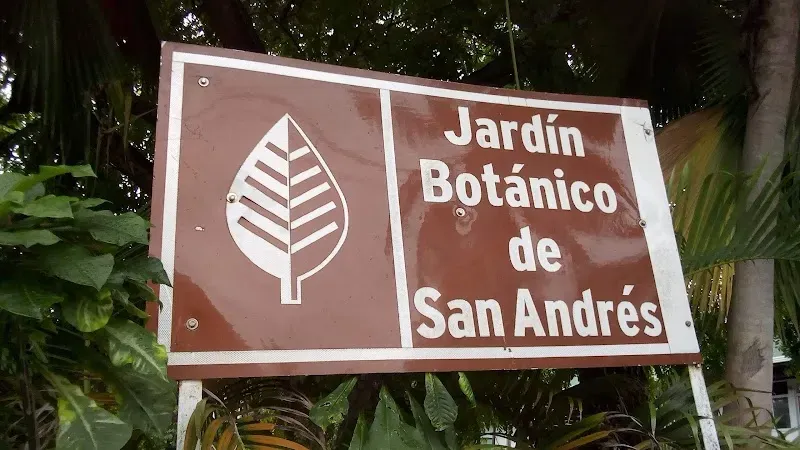 Jardín
Botánico
de
San Andrés